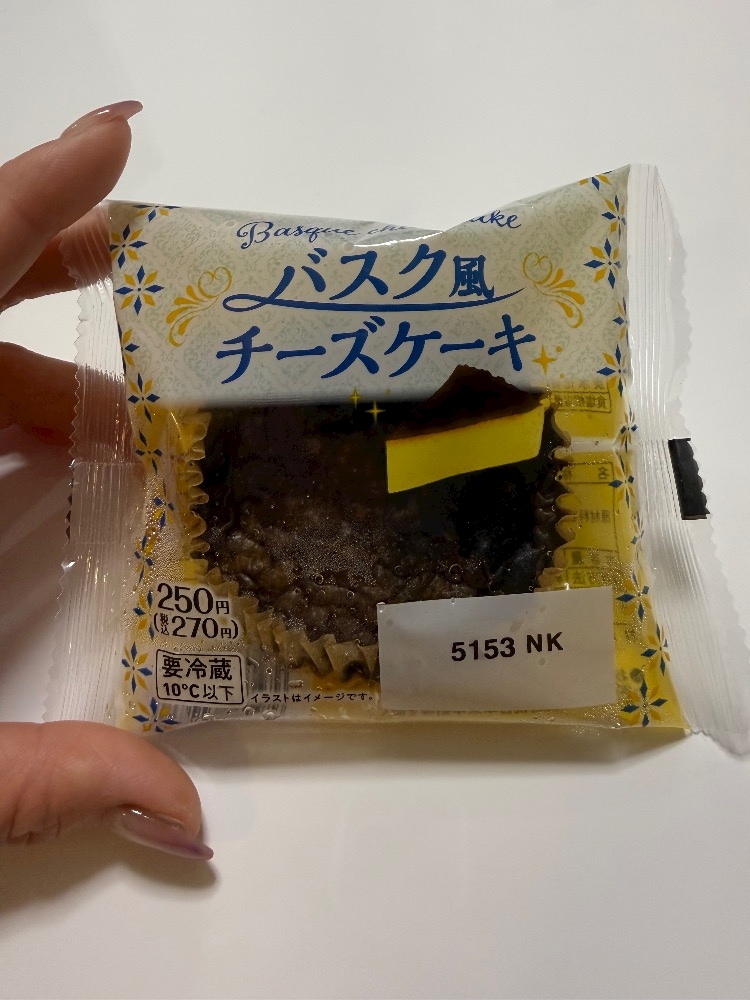 Basque
バスク風
チーズケーキ
250円
(税込270円)
要冷蔵
10℃以下
イラストはイメージです。
5153 NK